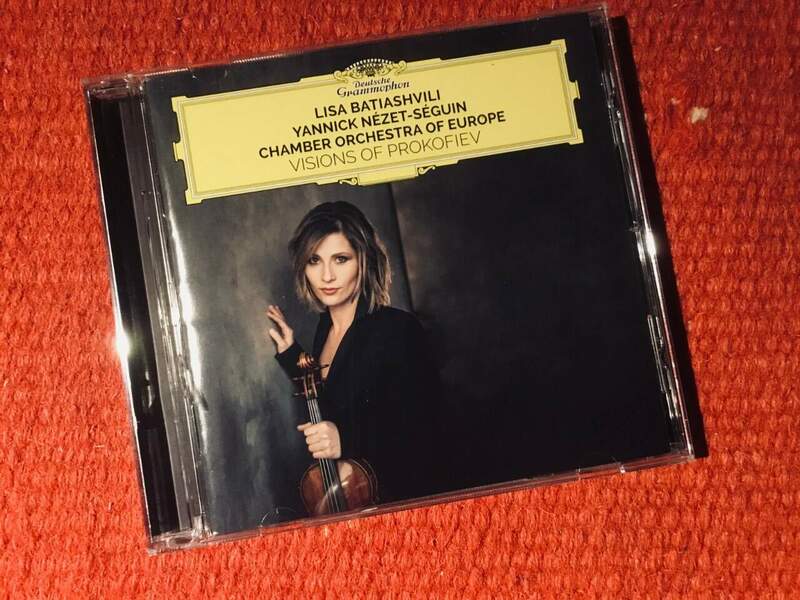 Deutsche
Grammophon
LISA BATIASHVILI
YANNICK NÉZET-SÉGUIN
CHAMBER ORCHESTRA OF EUROPE
VISIONS OF PROKOFIEV